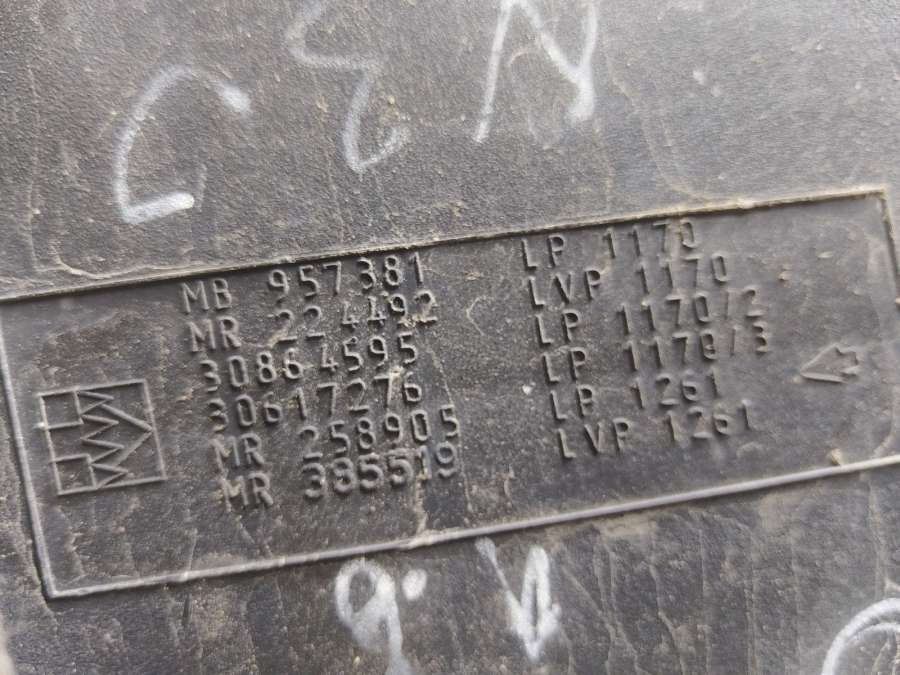 MB 957381 LP 1170
MR 224492 LVP 1170
30864595 LP 1170/2
30617276 LP 1170/3
MR 258905 LP 1261
MR 385519 LVP 1261